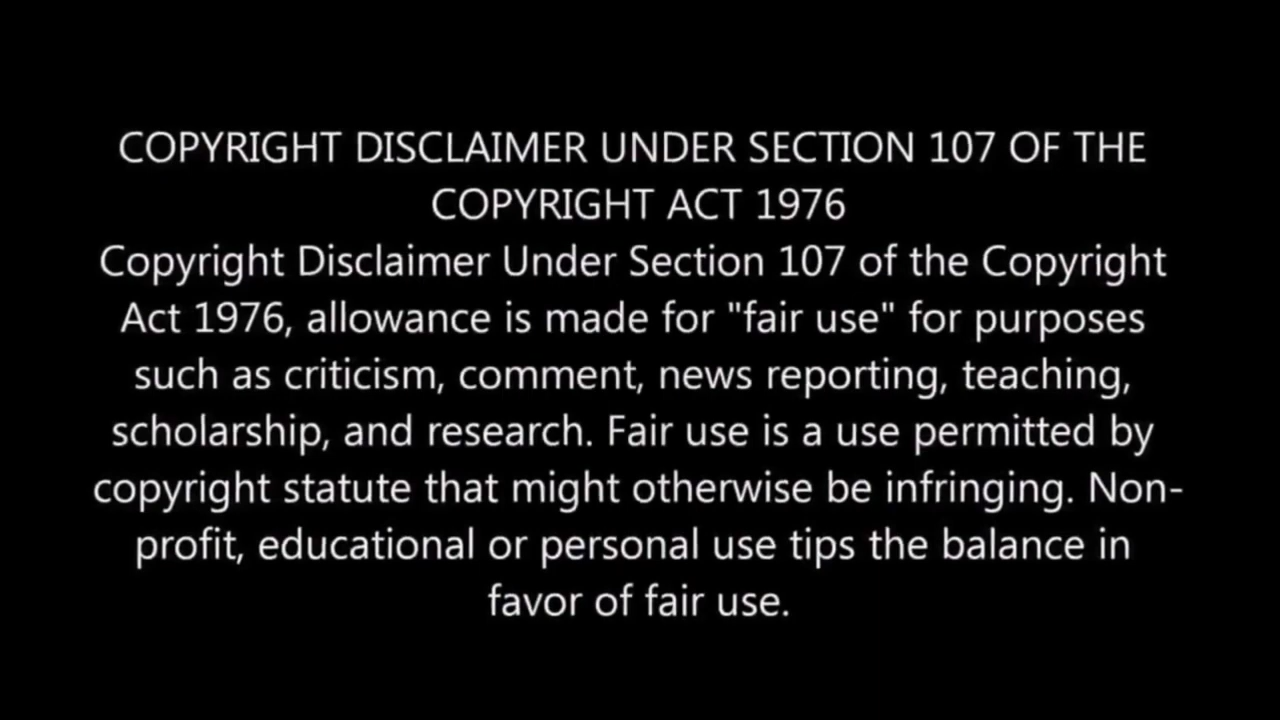 COPYRIGHT DISCLAIMER UNDER SECTION 107 OF THE
COPYRIGHT ACT 1976
Copyright Disclaimer Under Section 107 of the Copyright
Act 1976, allowance is made for "fair use" for purposes
such as criticism, comment, news reporting, teaching,
scholarship, and research. Fair use is a use permitted by
copyright statute that might otherwise be infringing. Non-
profit, educational or personal use tips the balance in
favor of fair use.